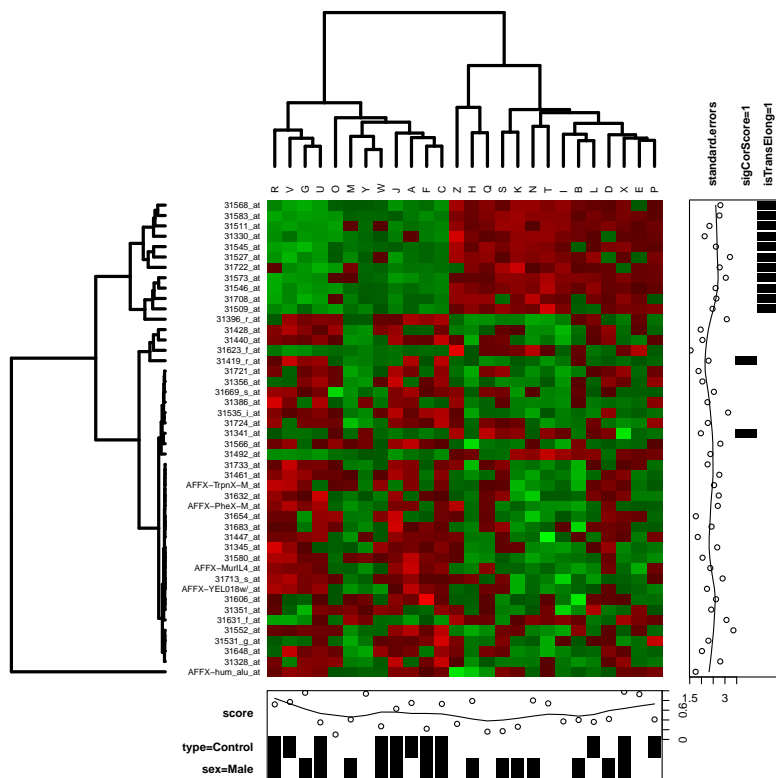 standard.errors
sigCorScore=1
isTransElong=1
R V G U O M Y W J A F C Z H Q S K N T I B L D X E P
31568_at
31583_at
31511_at
31330_at
31545_at
31527_at
31722_at
31573_at
31546_at
31708_at
31509_at
31396_r_at
31428_at
31440_at
31623_f_at
31419_r_at
31721_at
31356_at
31669_s_at
31386_at
31535_i_at
31724_at
31341_at
31566_at
31492_at
31733_at
31461_at
AFFX-TrpnX-M_at
31632_at
AFFX-PheX-M_at
31654_at
31683_at
31447_at
31345_at
31580_at
AFFX-MurIL4_at
31713_s_at
AFFX-YEL018w/_at
31606_at
31351_at
31631_f_at
31552_at
31531_g_at
31648_at
31328_at
AFFX-hum_alu_at
1.5 3
score
0 0.6
type=Control
sex=Male